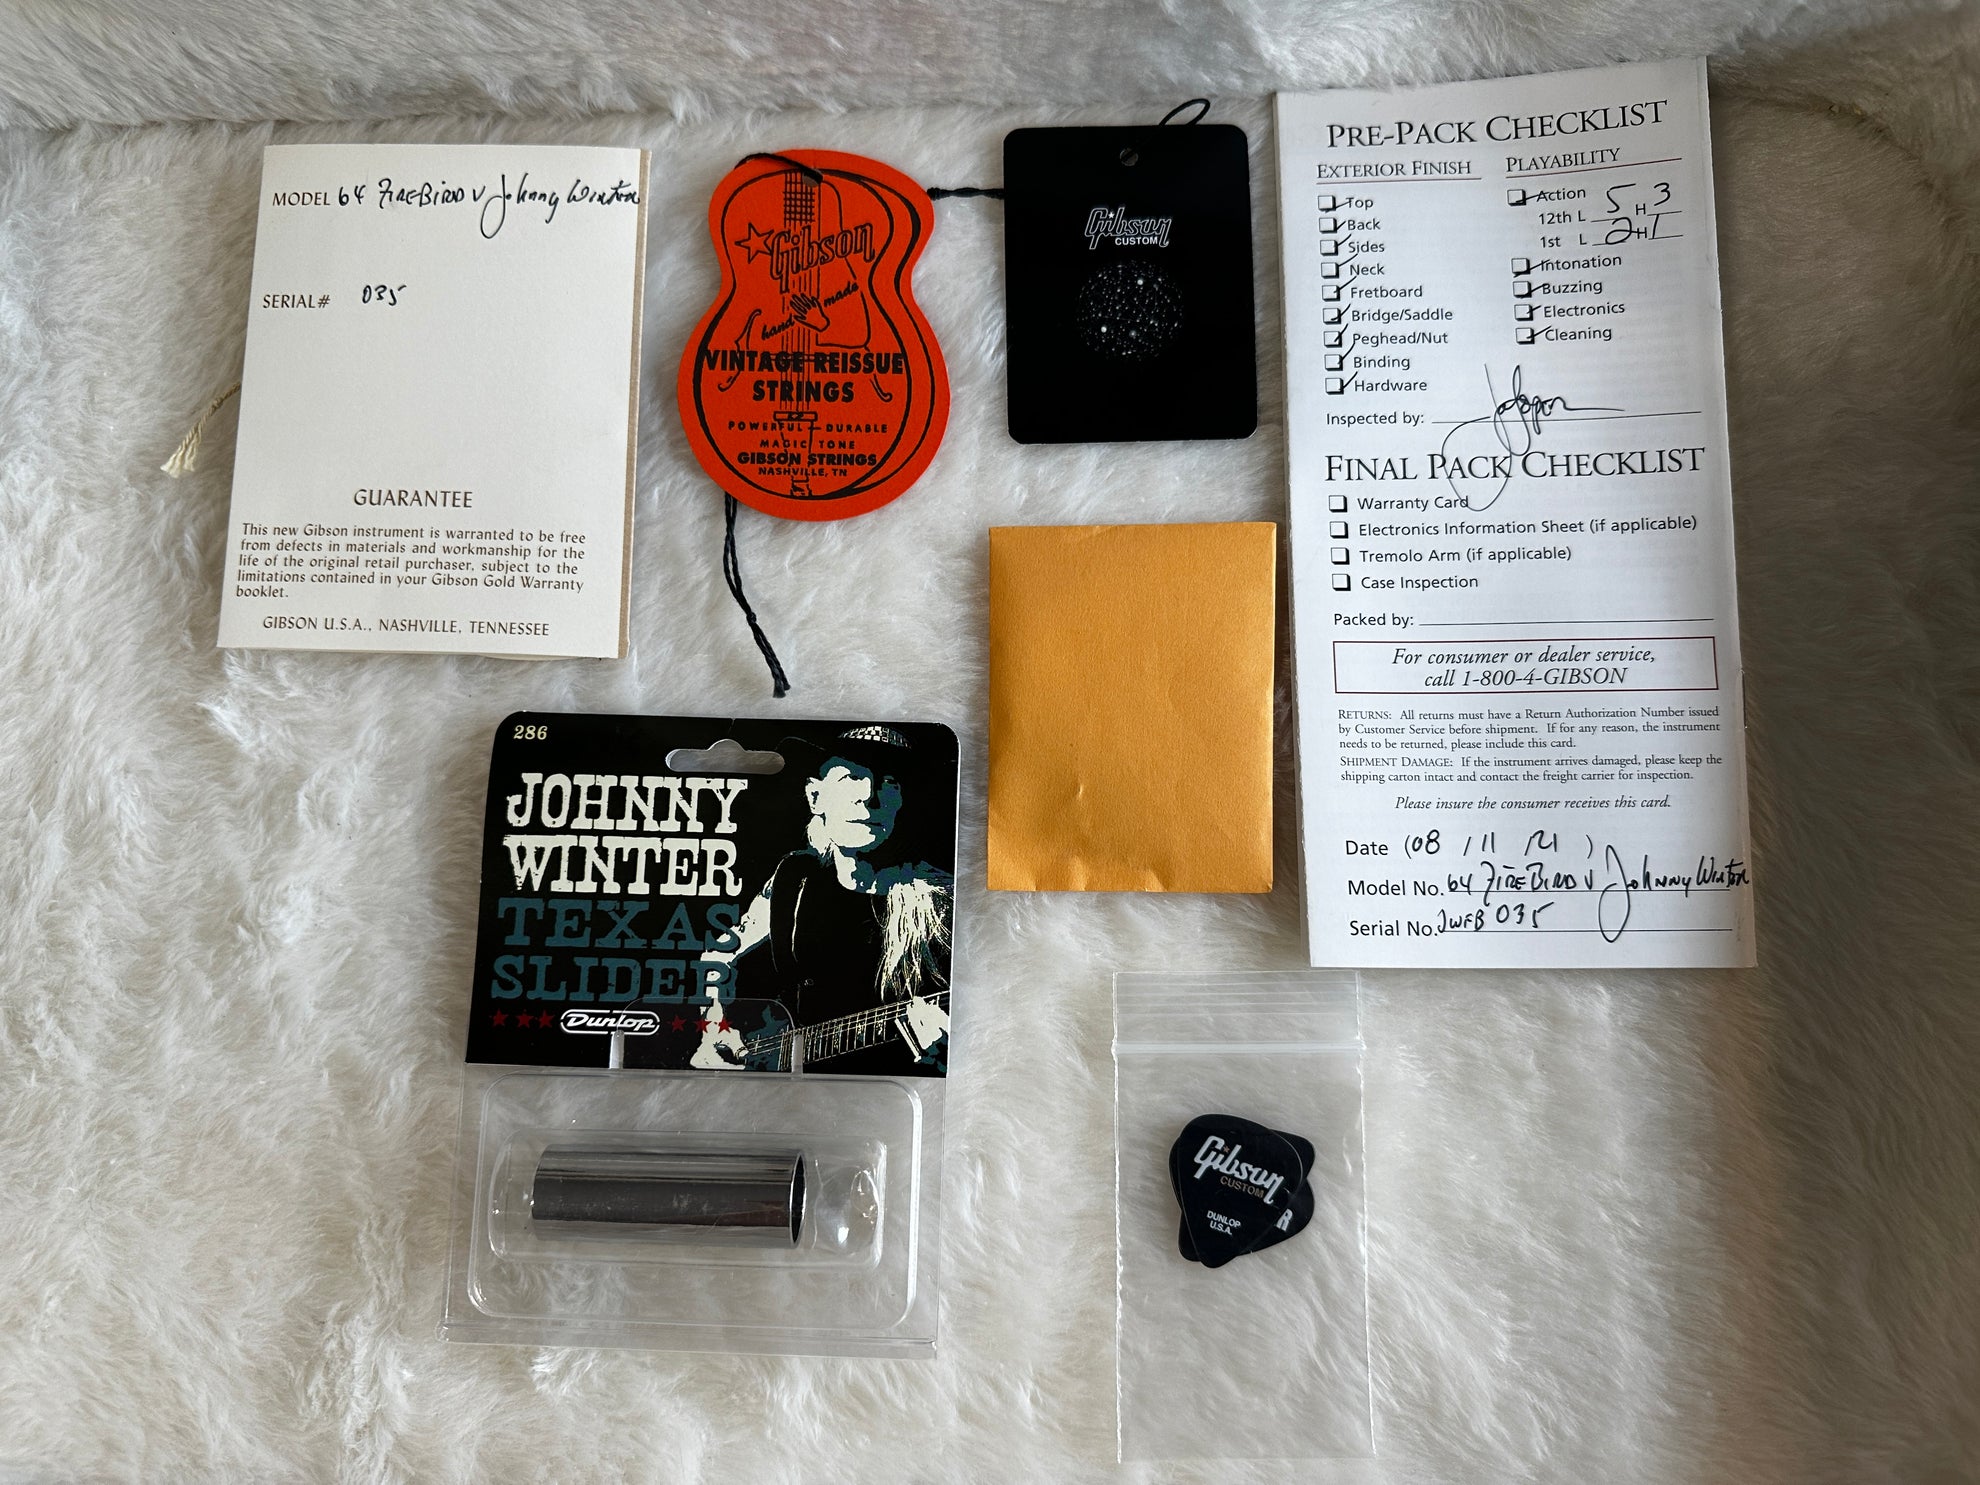 MODEL 64 FIREBIRD V Johnny Winter
SERIAL# 035
GUARANTEE
This new Gibson instrument is warranted to be free
from defects in materials and workmanship for the
life of the original retail purchaser, subject to the
limitations contained in your Gibson Gold Warranty
booklet.
GIBSON U.S.A., NASHVILLE, TENNESSEE
Gibson
hand made
VINTAGE REISSUE
STRINGS
POWERFUL DURABLE
MAGIC TONE
GIBSON STRINGS
NASHVILLE, TN
Gibson
CUSTOM
PRE-PACK CHECKLIST
EXTERIOR FINISH
Top
Back
Sides
Neck
Fretboard
Bridge/Saddle
Peghead/Nut
Binding
Hardware
PLAYABILITY
Action
12th L 5 H 3
1st L 2 H 1
Intonation
Buzzing
Electronics
Cleaning
Inspected by:
FINAL PACK CHECKLIST
Warranty Card
Electronics Information Sheet (if applicable)
Tremolo Arm (if applicable)
Case Inspection
Packed by:
For consumer or dealer service,
call 1-800-4-GIBSON
RETURNS: All returns must have a Return Authorization Number issued
by Customer Service before shipment. If for any reason, the instrument
needs to be returned, please include this card.
SHIPMENT DAMAGE: If the instrument arrives damaged, please keep the
shipping carton intact and contact the freight carrier for inspection.
Please insure the consumer receives this card.
Date (08 / 11 / 21 )
Model No. 64 FIREBIRD V Johnny Winter
Serial No. JWFB 035
286
JOHNNY
WINTER
TEXAS
SLIDER
Dunlop
Gibson
CUSTOM
DUNLOP
U.S.A.
R